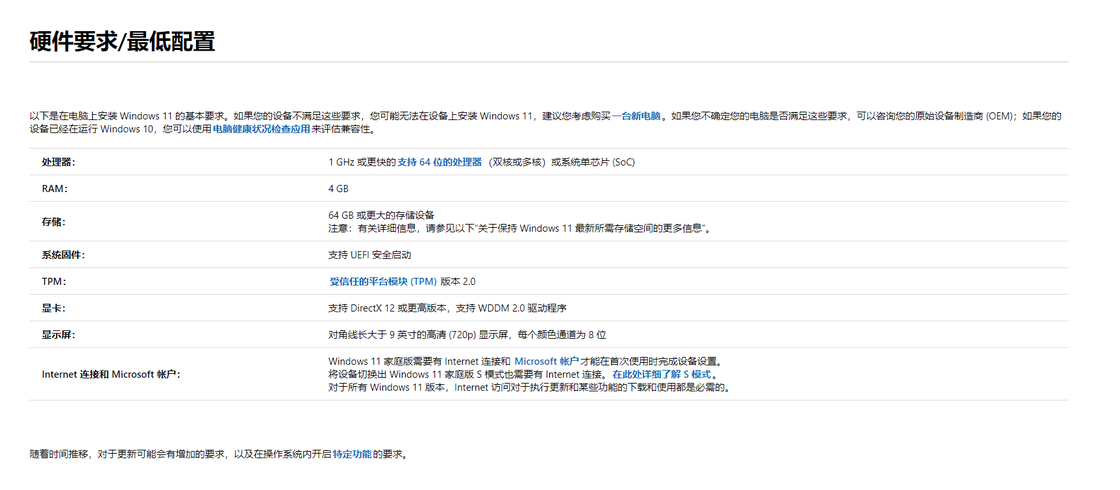 硬件要求/最低配置
以下是在电脑上安装 Windows 11 的基本要求。如果您的设备不满足这些要求，您可能无法在设备上安装 Windows 11，建议您考虑购买一台新电脑。如果您不确定您的电脑是否满足这些要求，可以咨询您的原始设备制造商 (OEM)；如果您的
设备已经在运行 Windows 10，您可以使用电脑健康状况检查应用来评估兼容性。
处理器： 1 GHz 或更快的支持 64 位的处理器 （双核或多核）或系统单芯片 (SoC)
RAM： 4 GB
存储： 64 GB 或更大的存储设备
注意：有关详细信息，请参见以下“关于保持 Windows 11 最新所需存储空间的更多信息”。
系统固件： 支持 UEFI 安全启动
TPM： 受信任的平台模块 (TPM) 版本 2.0
显卡： 支持 DirectX 12 或更高版本，支持 WDDM 2.0 驱动程序
显示屏： 对角线长大于 9 英寸的高清 (720p) 显示屏，每个颜色通道为 8 位
Internet 连接和 Microsoft 帐户： Windows 11 家庭版需要有 Internet 连接和 Microsoft 帐户才能在首次使用时完成设备设置。
将设备切换出 Windows 11 家庭版 S 模式也需要有 Internet 连接。在此处详细了解 S 模式。
对于所有 Windows 11 版本，Internet 访问对于执行更新和某些功能的下载和使用都是必需的。
随着时间推移，对于更新可能会有增加的要求，以及在操作系统内开启特定功能的要求。